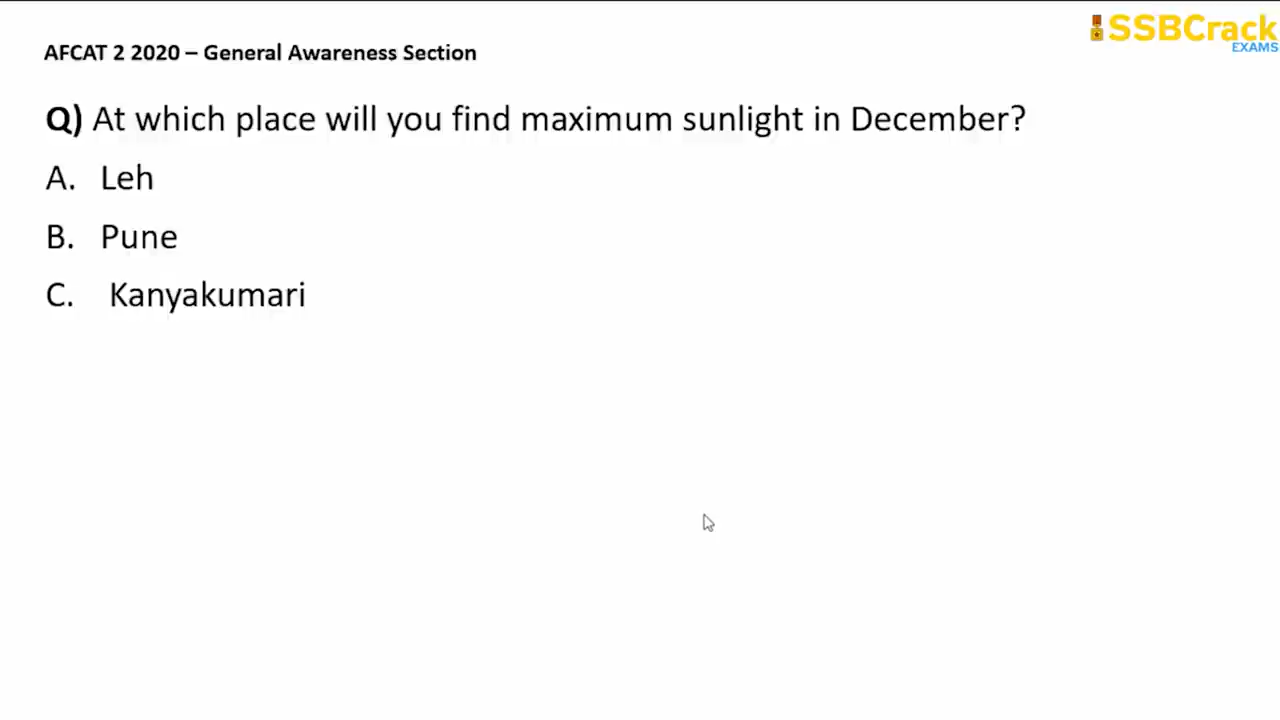 SSBCrack
EXAMS
AFCAT 2 2020 – General Awareness Section
Q) At which place will you find maximum sunlight in December?
A. Leh
B. Pune
C. Kanyakumari